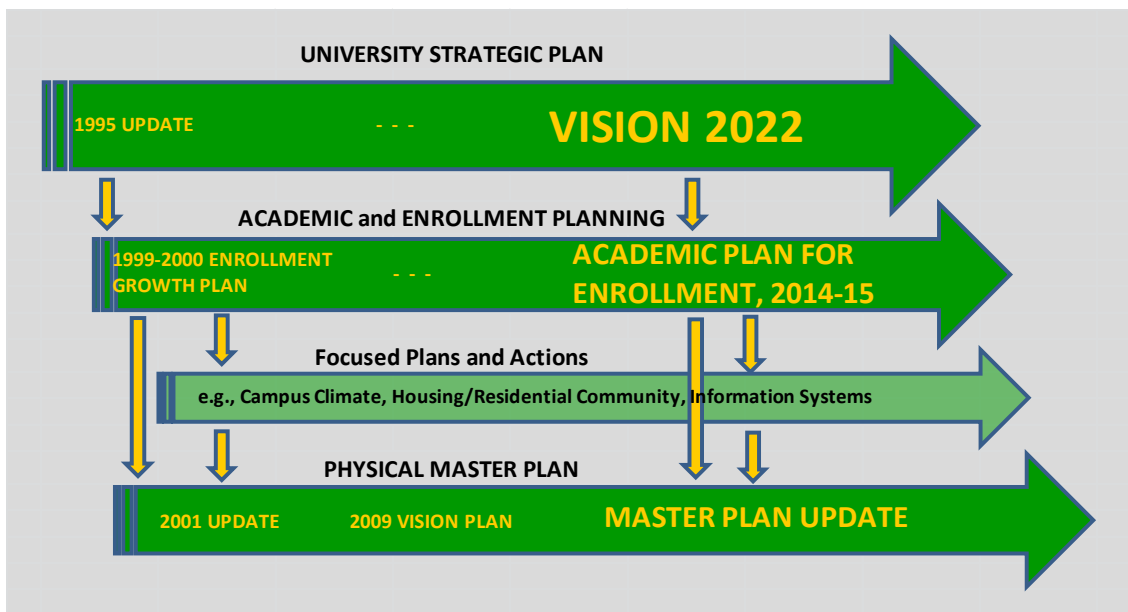 UNIVERSITY STRATEGIC PLAN
1995 UPDATE
- - -
VISION 2022
ACADEMIC and ENROLLMENT PLANNING
1999-2000 ENROLLMENT
GROWTH PLAN
- - -
ACADEMIC PLAN FOR
ENROLLMENT, 2014-15
Focused Plans and Actions
e.g., Campus Climate, Housing/Residential Community, Information Systems
PHYSICAL MASTER PLAN
2001 UPDATE
2009 VISION PLAN
MASTER PLAN UPDATE